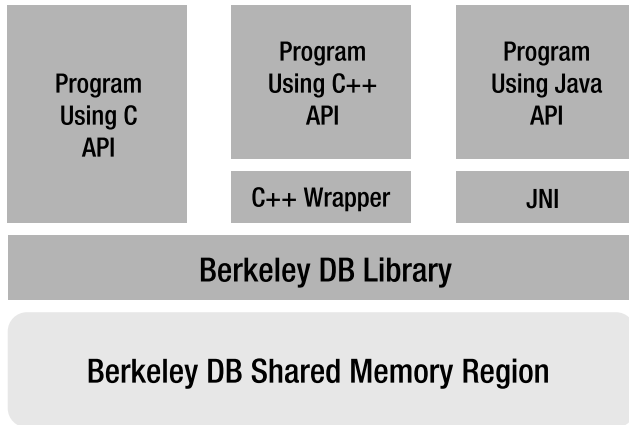 Program
Using C
API
Program
Using C++
API
Program
Using Java
API
C++ Wrapper
JNI
Berkeley DB Library
Berkeley DB Shared Memory Region